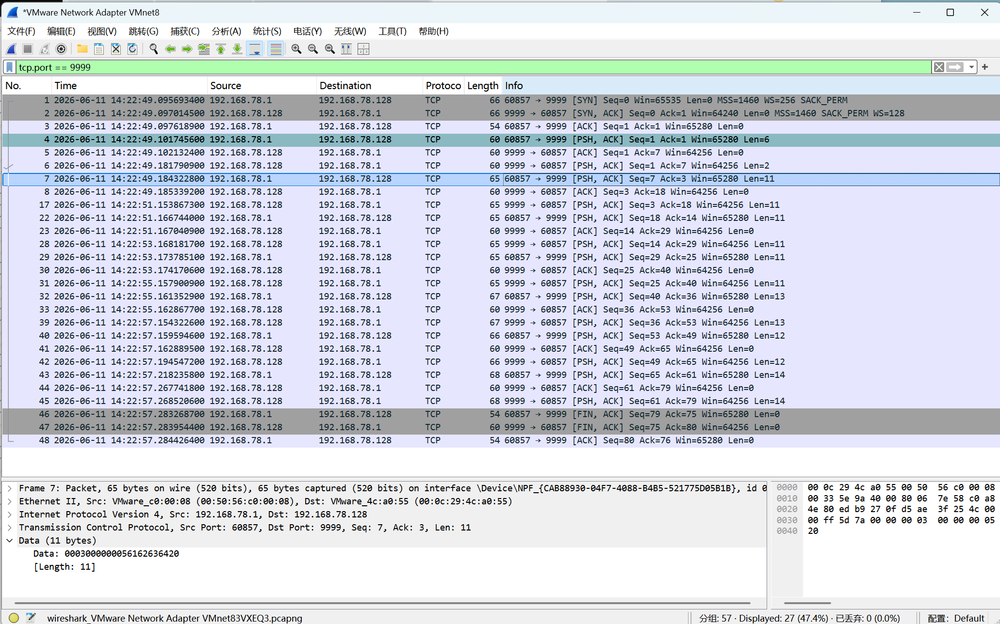 *VMware Network Adapter VMnet8
文件(F) 编辑(E) 视图(V) 跳转(G) 捕获(C) 分析(A) 统计(S) 电话(Y) 无线(W) 工具(T) 帮助(H)
tcp.port == 9999
No. Time Source Destination Protoco Length Info
1 2026-06-11 14:22:49.095693400 192.168.78.1 192.168.78.128 TCP 66 60857 → 9999 [SYN] Seq=0 Win=65535 Len=0 MSS=1460 WS=256 SACK_PERM
2 2026-06-11 14:22:49.097014500 192.168.78.128 192.168.78.1 TCP 66 9999 → 60857 [SYN, ACK] Seq=0 Ack=1 Win=64240 Len=0 MSS=1460 SACK_PERM WS=128
3 2026-06-11 14:22:49.097618900 192.168.78.1 192.168.78.128 TCP 54 60857 → 9999 [ACK] Seq=1 Ack=1 Win=65280 Len=0
4 2026-06-11 14:22:49.101745600 192.168.78.1 192.168.78.128 TCP 60 60857 → 9999 [PSH, ACK] Seq=1 Ack=1 Win=65280 Len=6
5 2026-06-11 14:22:49.102132400 192.168.78.128 192.168.78.1 TCP 60 9999 → 60857 [ACK] Seq=1 Ack=7 Win=64256 Len=0
6 2026-06-11 14:22:49.181790900 192.168.78.128 192.168.78.1 TCP 60 9999 → 60857 [PSH, ACK] Seq=1 Ack=7 Win=64256 Len=2
7 2026-06-11 14:22:49.184322800 192.168.78.1 192.168.78.128 TCP 65 60857 → 9999 [PSH, ACK] Seq=7 Ack=3 Win=65280 Len=11
8 2026-06-11 14:22:49.185339200 192.168.78.128 192.168.78.1 TCP 60 9999 → 60857 [ACK] Seq=3 Ack=18 Win=64256 Len=0
17 2026-06-11 14:22:51.153867300 192.168.78.128 192.168.78.1 TCP 65 9999 → 60857 [PSH, ACK] Seq=3 Ack=18 Win=64256 Len=11
22 2026-06-11 14:22:51.166744000 192.168.78.1 192.168.78.128 TCP 65 60857 → 9999 [PSH, ACK] Seq=18 Ack=14 Win=65280 Len=11
23 2026-06-11 14:22:51.167040900 192.168.78.128 192.168.78.1 TCP 60 9999 → 60857 [ACK] Seq=14 Ack=29 Win=64256 Len=0
28 2026-06-11 14:22:53.168181700 192.168.78.128 192.168.78.1 TCP 65 9999 → 60857 [PSH, ACK] Seq=14 Ack=29 Win=64256 Len=11
29 2026-06-11 14:22:53.173785100 192.168.78.1 192.168.78.128 TCP 65 60857 → 9999 [PSH, ACK] Seq=29 Ack=25 Win=65280 Len=11
30 2026-06-11 14:22:53.174170600 192.168.78.128 192.168.78.1 TCP 60 9999 → 60857 [ACK] Seq=25 Ack=40 Win=64256 Len=0
31 2026-06-11 14:22:55.157900900 192.168.78.128 192.168.78.1 TCP 65 9999 → 60857 [PSH, ACK] Seq=25 Ack=40 Win=64256 Len=11
32 2026-06-11 14:22:55.161352900 192.168.78.1 192.168.78.128 TCP 67 60857 → 9999 [PSH, ACK] Seq=40 Ack=36 Win=65280 Len=13
33 2026-06-11 14:22:55.162867700 192.168.78.128 192.168.78.1 TCP 60 9999 → 60857 [ACK] Seq=36 Ack=53 Win=64256 Len=0
39 2026-06-11 14:22:57.154322600 192.168.78.128 192.168.78.1 TCP 67 9999 → 60857 [PSH, ACK] Seq=36 Ack=53 Win=64256 Len=13
40 2026-06-11 14:22:57.159594600 192.168.78.1 192.168.78.128 TCP 66 60857 → 9999 [PSH, ACK] Seq=53 Ack=49 Win=65280 Len=12
41 2026-06-11 14:22:57.162889500 192.168.78.128 192.168.78.1 TCP 60 9999 → 60857 [ACK] Seq=49 Ack=65 Win=64256 Len=0
42 2026-06-11 14:22:57.194547200 192.168.78.128 192.168.78.1 TCP 66 9999 → 60857 [PSH, ACK] Seq=49 Ack=65 Win=64256 Len=12
43 2026-06-11 14:22:57.218235800 192.168.78.1 192.168.78.128 TCP 68 60857 → 9999 [PSH, ACK] Seq=65 Ack=61 Win=65280 Len=14
44 2026-06-11 14:22:57.267741800 192.168.78.128 192.168.78.1 TCP 60 9999 → 60857 [ACK] Seq=61 Ack=79 Win=64256 Len=0
45 2026-06-11 14:22:57.268520600 192.168.78.128 192.168.78.1 TCP 68 9999 → 60857 [PSH, ACK] Seq=61 Ack=79 Win=64256 Len=14
46 2026-06-11 14:22:57.283268700 192.168.78.1 192.168.78.128 TCP 54 60857 → 9999 [FIN, ACK] Seq=79 Ack=75 Win=65280 Len=0
47 2026-06-11 14:22:57.283954400 192.168.78.128 192.168.78.1 TCP 60 9999 → 60857 [FIN, ACK] Seq=75 Ack=80 Win=64256 Len=0
48 2026-06-11 14:22:57.284426400 192.168.78.1 192.168.78.128 TCP 54 60857 → 9999 [ACK] Seq=80 Ack=76 Win=65280 Len=0
Frame 7: Packet, 65 bytes on wire (520 bits), 65 bytes captured (520 bits) on interface \Device\NPF_{CAB88930-04F7-4088-B4B5-521775D05B1B}, id 0
Ethernet II, Src: VMware_c0:00:08 (00:50:56:c0:00:08), Dst: VMware_4c:a0:55 (00:0c:29:4c:a0:55)
Internet Protocol Version 4, Src: 192.168.78.1, Dst: 192.168.78.128
Transmission Control Protocol, Src Port: 60857, Dst Port: 9999, Seq: 7, Ack: 3, Len: 11
Data (11 bytes)
Data: 0003000000056162636420
[Length: 11]
0000 00 0c 29 4c a0 55 00 50 56 c0 00 08
0010 00 33 5e 9a 40 00 80 06 7e 58 c0 a8
0020 4e 80 ed b9 27 0f d5 ae 3f 25 4c 00
0030 00 ff 5d 7a 00 00 00 03 00 00 00 05
0040 20
wireshark_VMware Network Adapter VMnet83VXEQ3.pcapng
分组: 57 · Displayed: 27 (47.4%) · 已丢弃: 0 (0.0%)
配置: Default